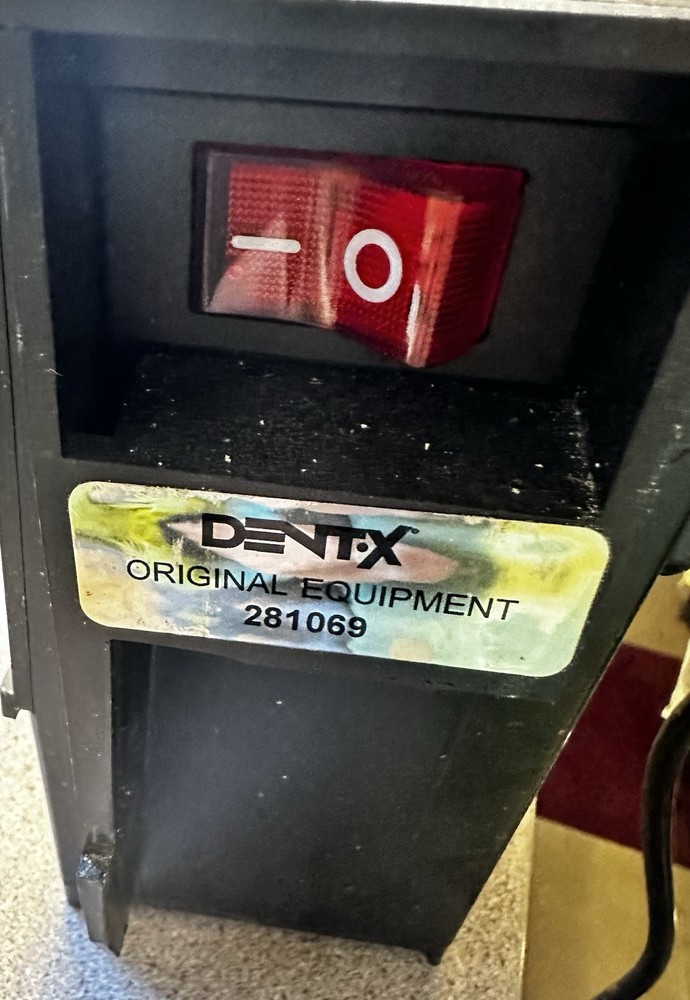 — O
DENT·X®
ORIGINAL EQUIPMENT
281069